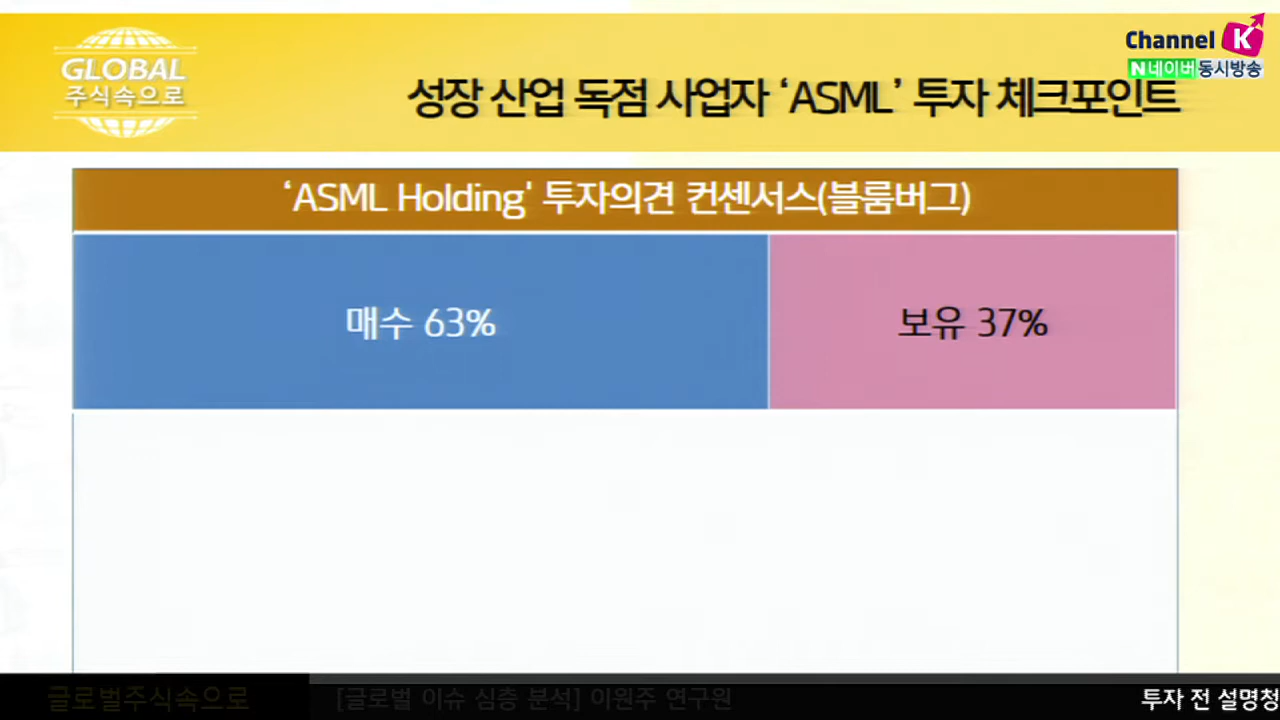 GLOBAL
주식속으로
Channel K
N 네이버 동시방송
성장 산업 독점 사업자 ‘ASML’ 투자 체크포인트
‘ASML Holding' 투자의견 컨센서스(블룸버그)
매수 63%
보유 37%
글로벌주식속으로
[글로벌 이슈 심층 분석] 이원주 연구원
투자 전 설명청